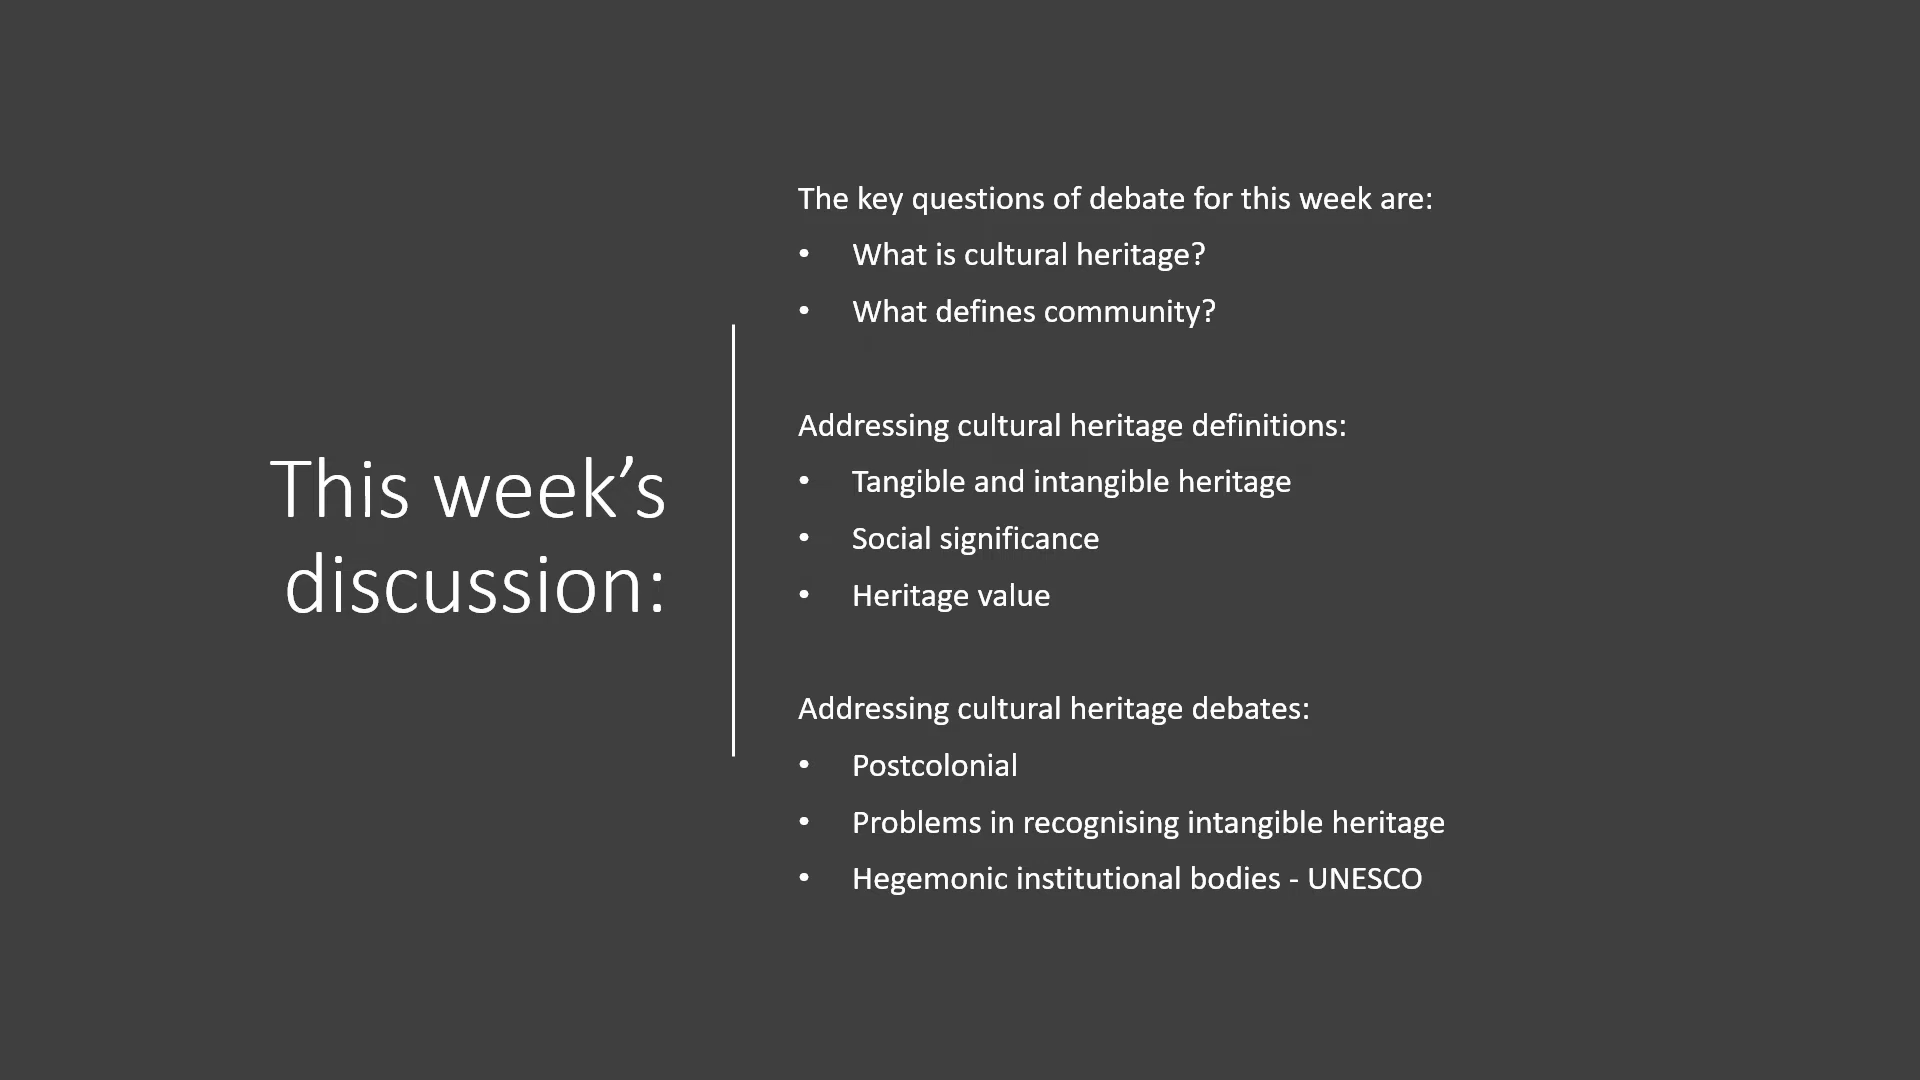 This week’s
discussion:
The key questions of debate for this week are:
• What is cultural heritage?
• What defines community?
Addressing cultural heritage definitions:
• Tangible and intangible heritage
• Social significance
• Heritage value
Addressing cultural heritage debates:
• Postcolonial
• Problems in recognising intangible heritage
• Hegemonic institutional bodies - UNESCO